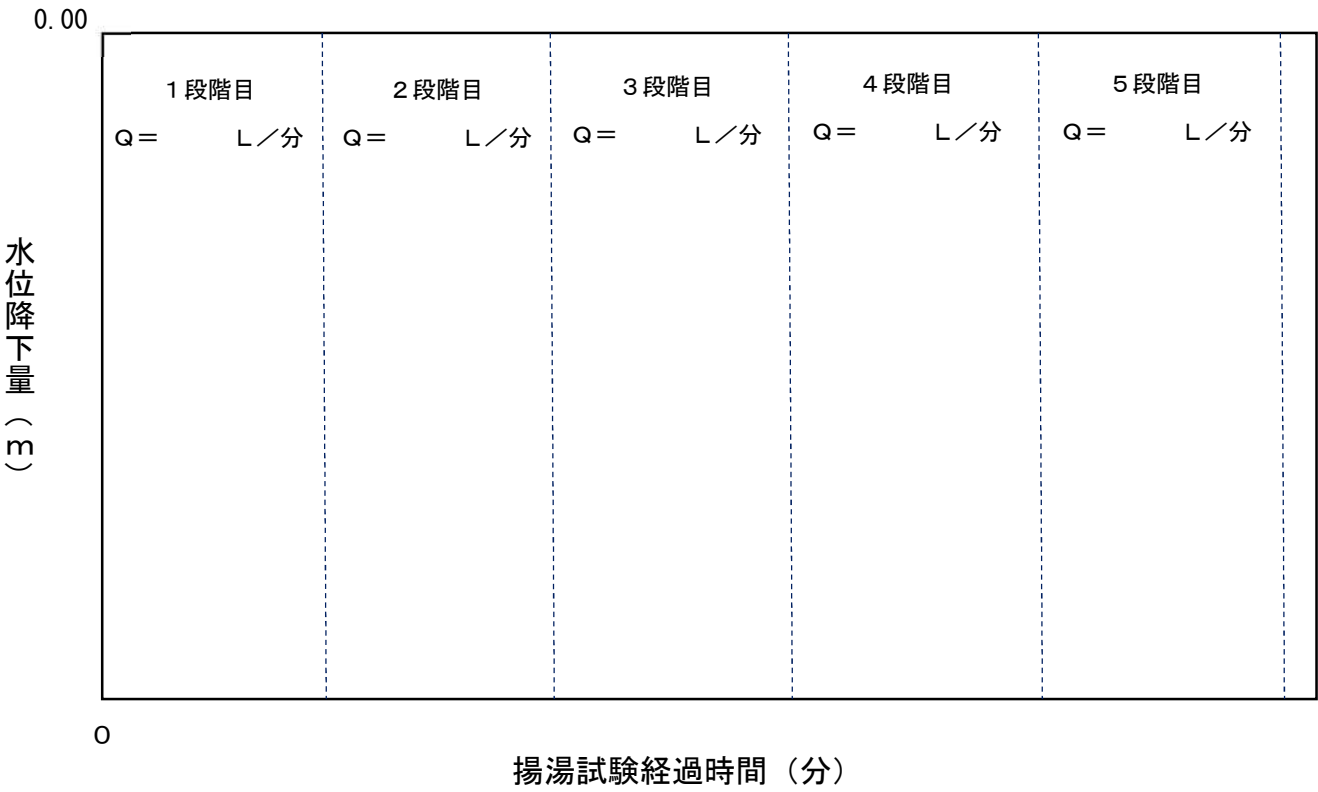 0.00
1段階目
Q＝ L／分
2段階目
Q＝ L／分
3段階目
Q＝ L／分
4段階目
Q＝ L／分
5段階目
Q＝ L／分
水位降下量（ｍ）
0
揚湯試験経過時間（分）